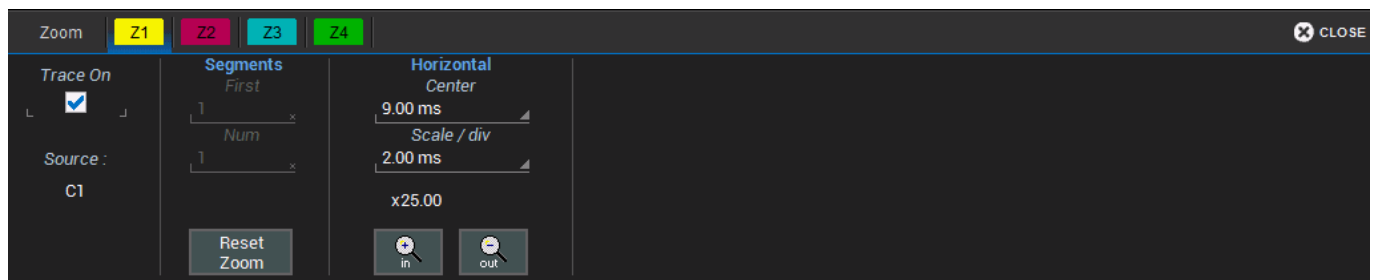 Zoom Z1 Z2 Z3 Z4 CLOSE
Trace On
Source :
C1
Segments
First
1
Num
1
Reset
Zoom
Horizontal
Center
9.00 ms
Scale / div
2.00 ms
x25.00
in out